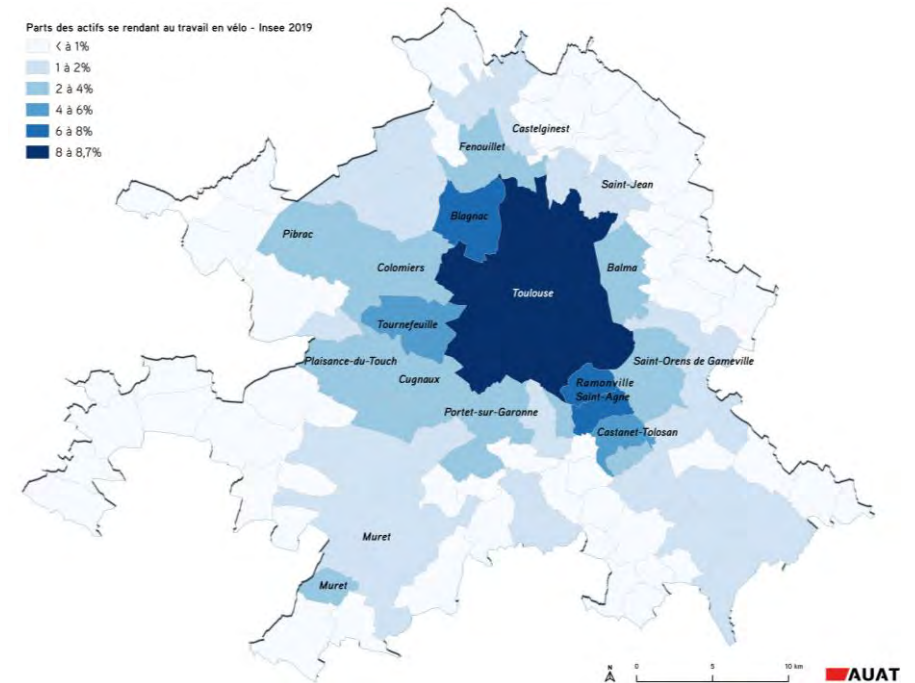 Parts des actifs se rendant au travail en vélo - Insee 2019
< à 1%
1 à 2%
2 à 4%
4 à 6%
6 à 8%
8 à 8,7%
Castelginest
Fenouillet
Saint-Jean
Blagnac
Pibrac
Colomiers
Balma
Toulouse
Tournefeuille
Plaisance-du-Touch
Saint-Orens de Gameville
Cugnaux
Ramonville
Saint-Agne
Portet-sur-Garonne
Castanet-Tolosan
Muret
Muret
N
0 5 10 km
AUAT